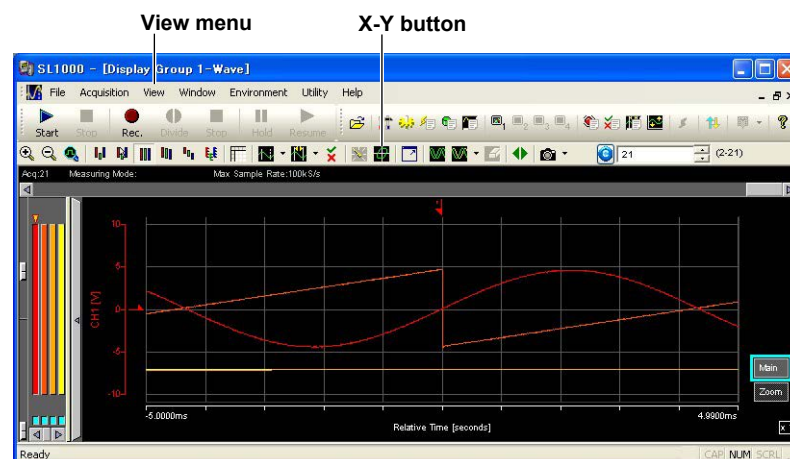 View menu X-Y button
SL1000 - [Display Group 1-Wave]
File Acquisition View Window Environment Utility Help
Start Stop Rec. Divide Stop Hold Resume
21 (2-21)
Acq:21 Measuring Mode: Max Sample Rate:100kS/s
10
5
0
-5
-10
CH1 [V]
Main
Zoom
-5.0000ms 4.9900ms
Relative Time [seconds]
Ready CAP NUM SCRL